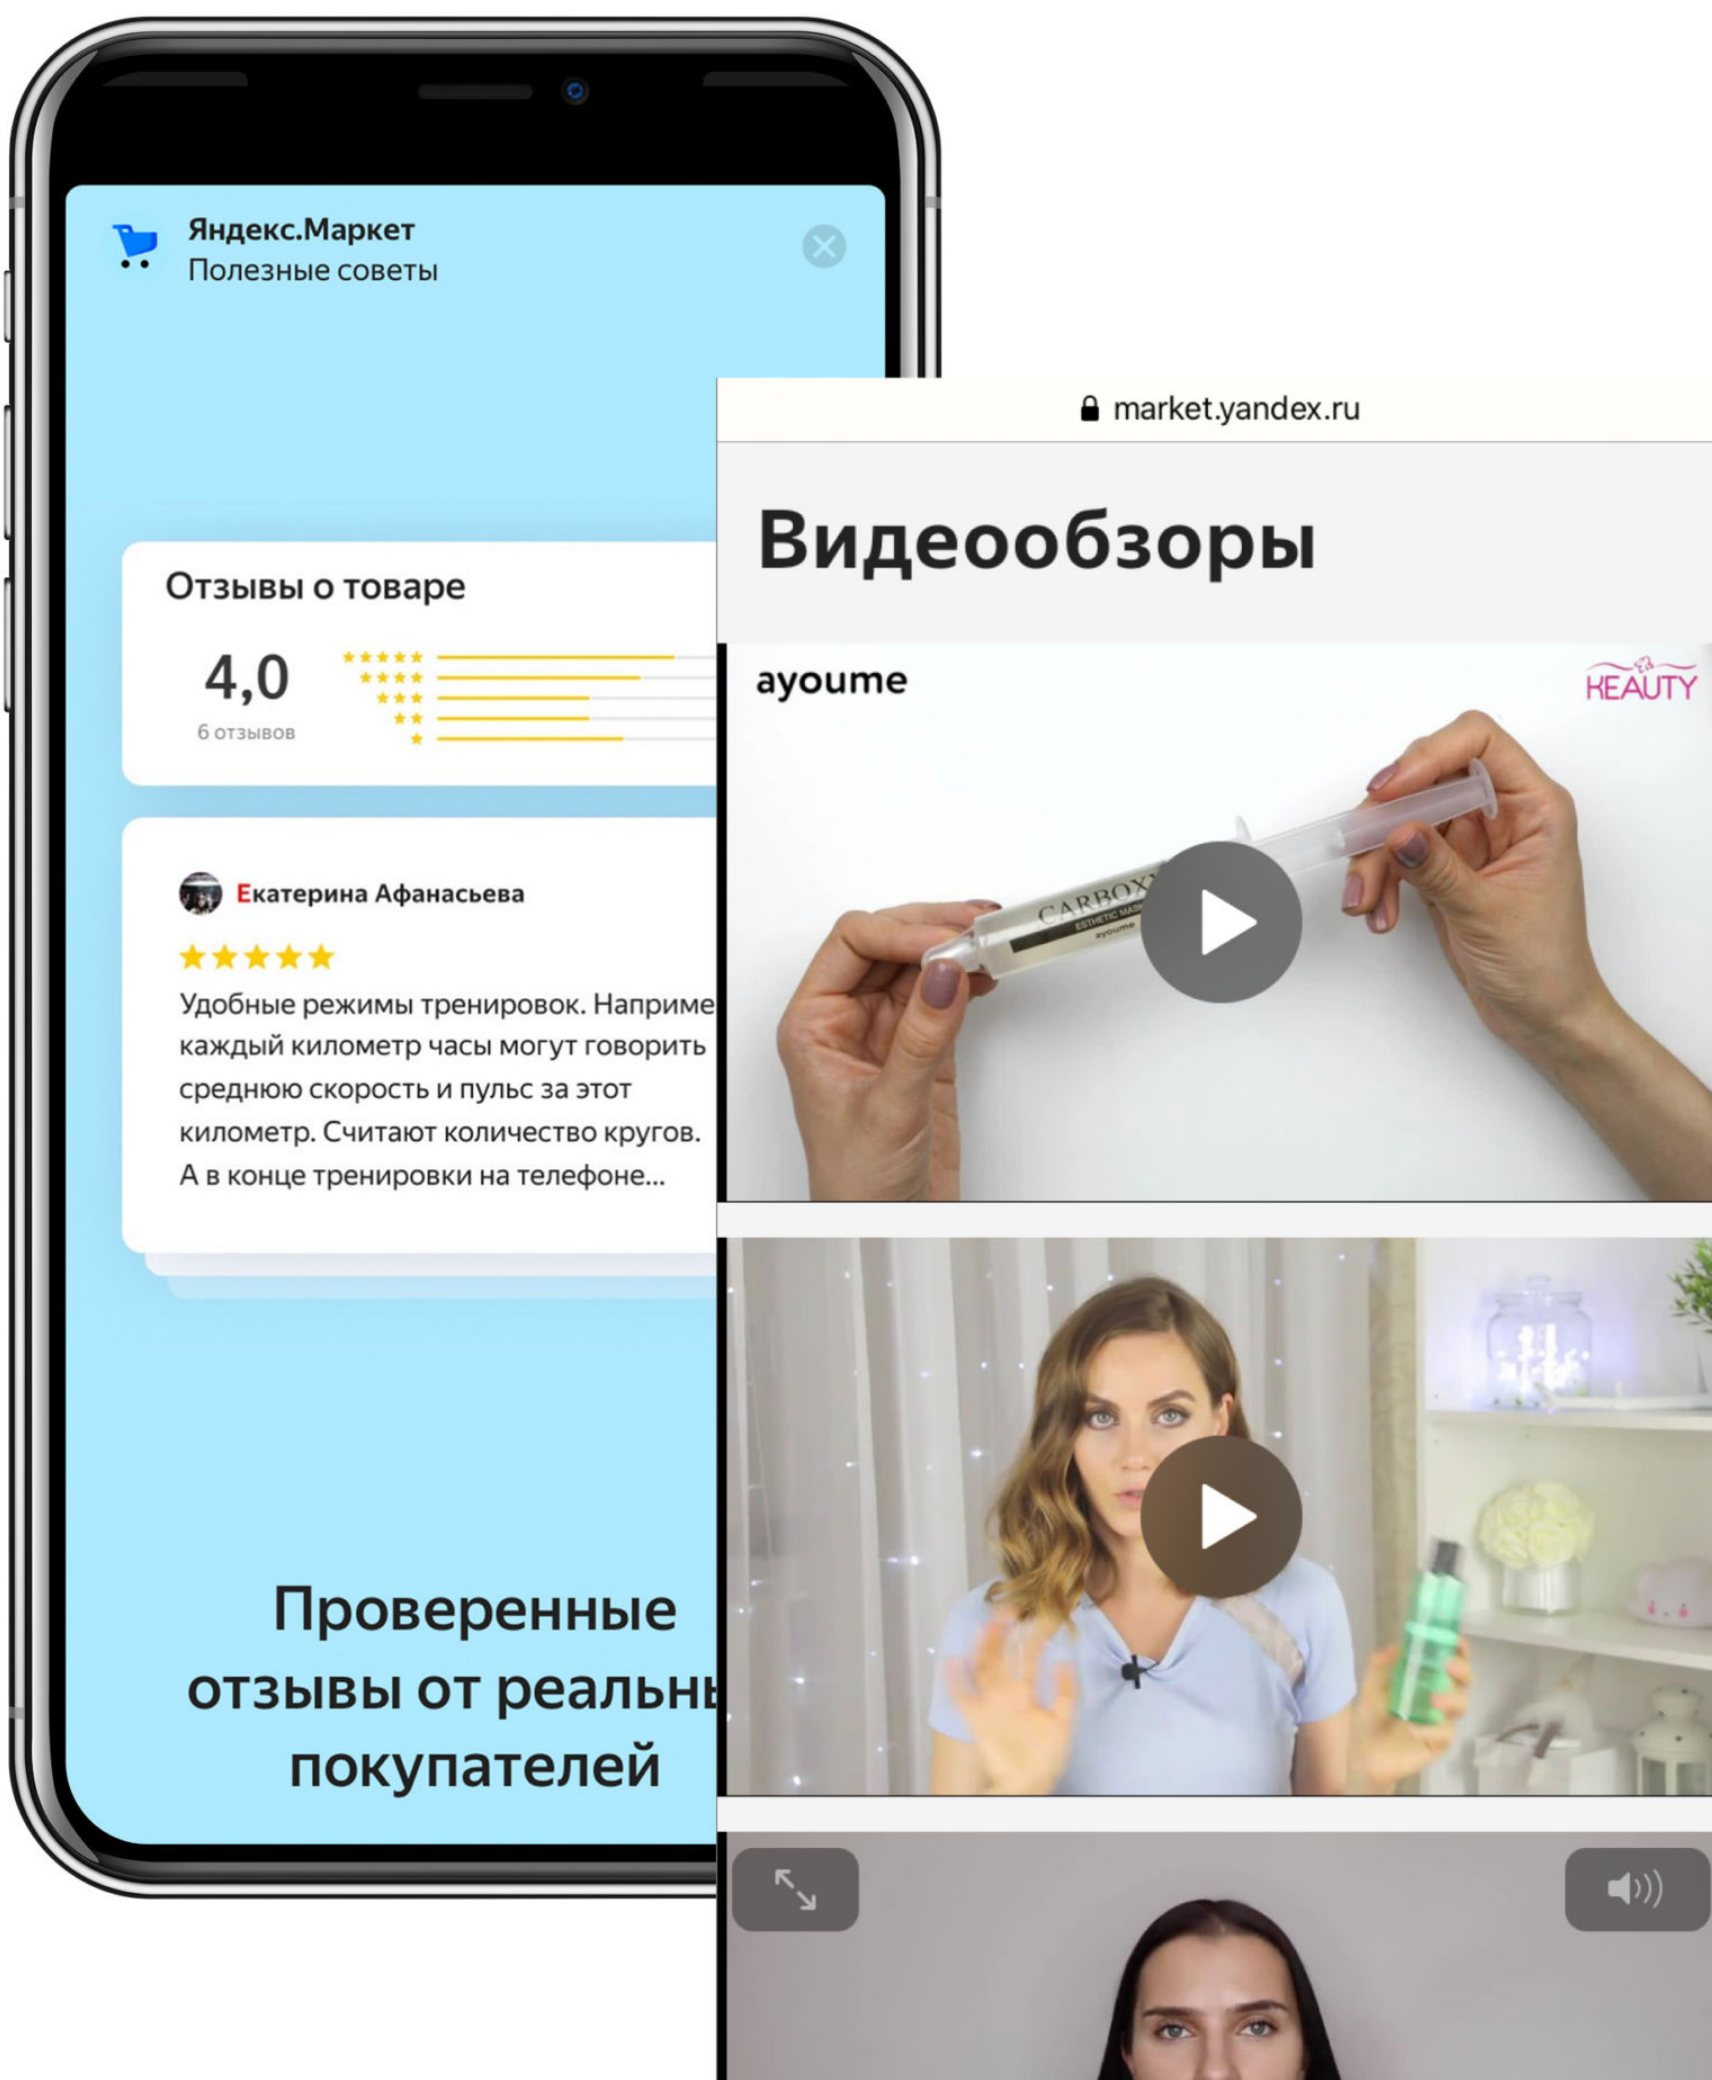 Яндекс.Маркет
Полезные советы
Отзывы о товаре
4,0
6 отзывов
Екатерина Афанасьева
Удобные режимы тренировок. Наприме
каждый километр часы могут говорить
среднюю скорость и пульс за этот
километр. Считают количество кругов.
А в конце тренировки на телефоне...
Проверенные
отзывы от реальны
покупателей
market.yandex.ru
Видеообзоры
ayoume
KEAUTY
CARBOXY
ESTHETIC MASK
ayoume